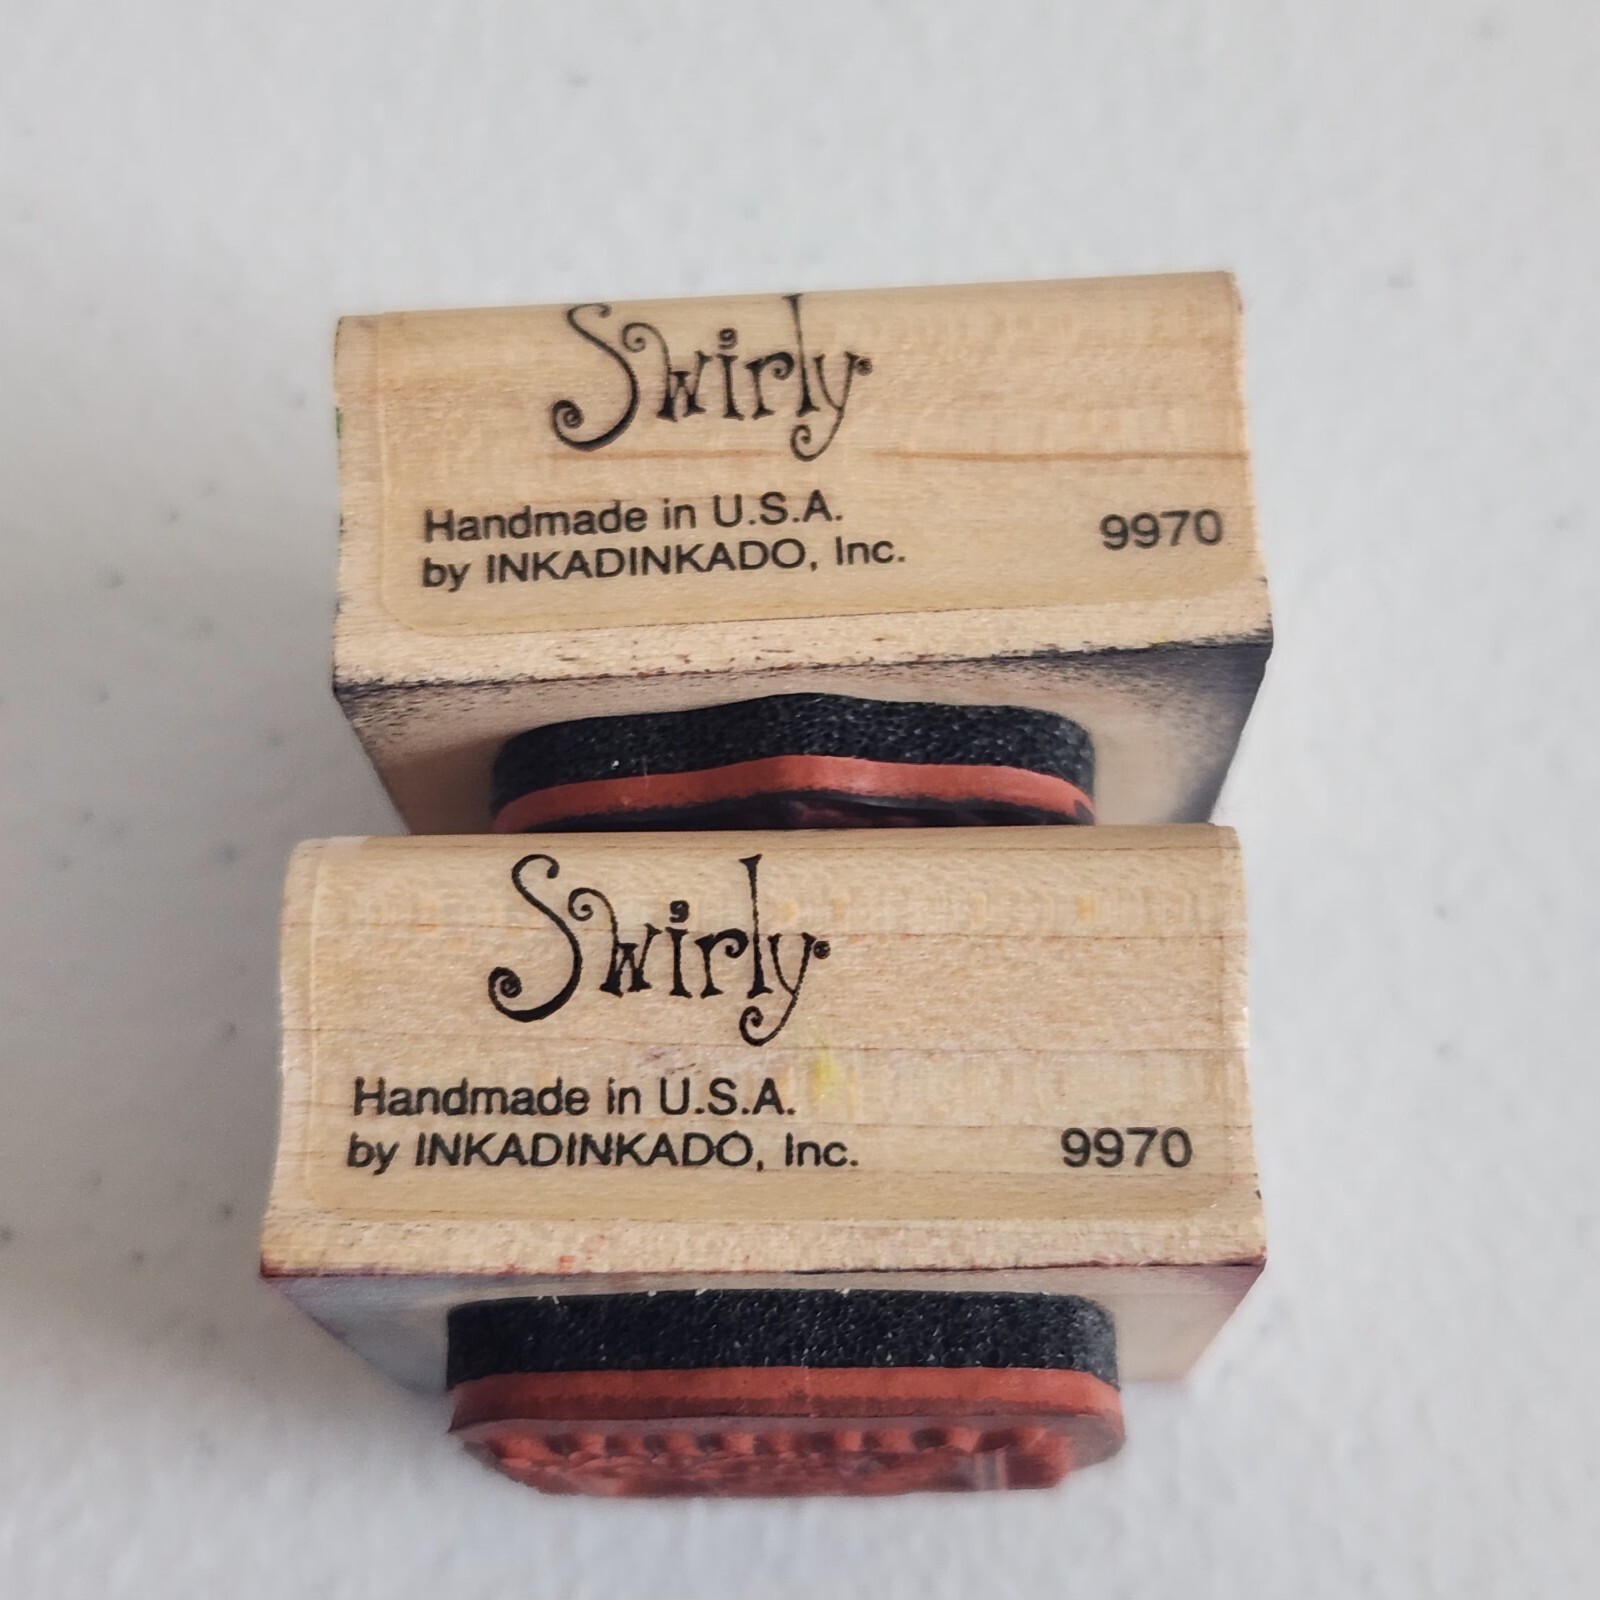 Swirly®
Handmade in U.S.A.
by INKADINKADO, Inc.
9970
Swirly®
Handmade in U.S.A.
by INKADINKADO, Inc.
9970